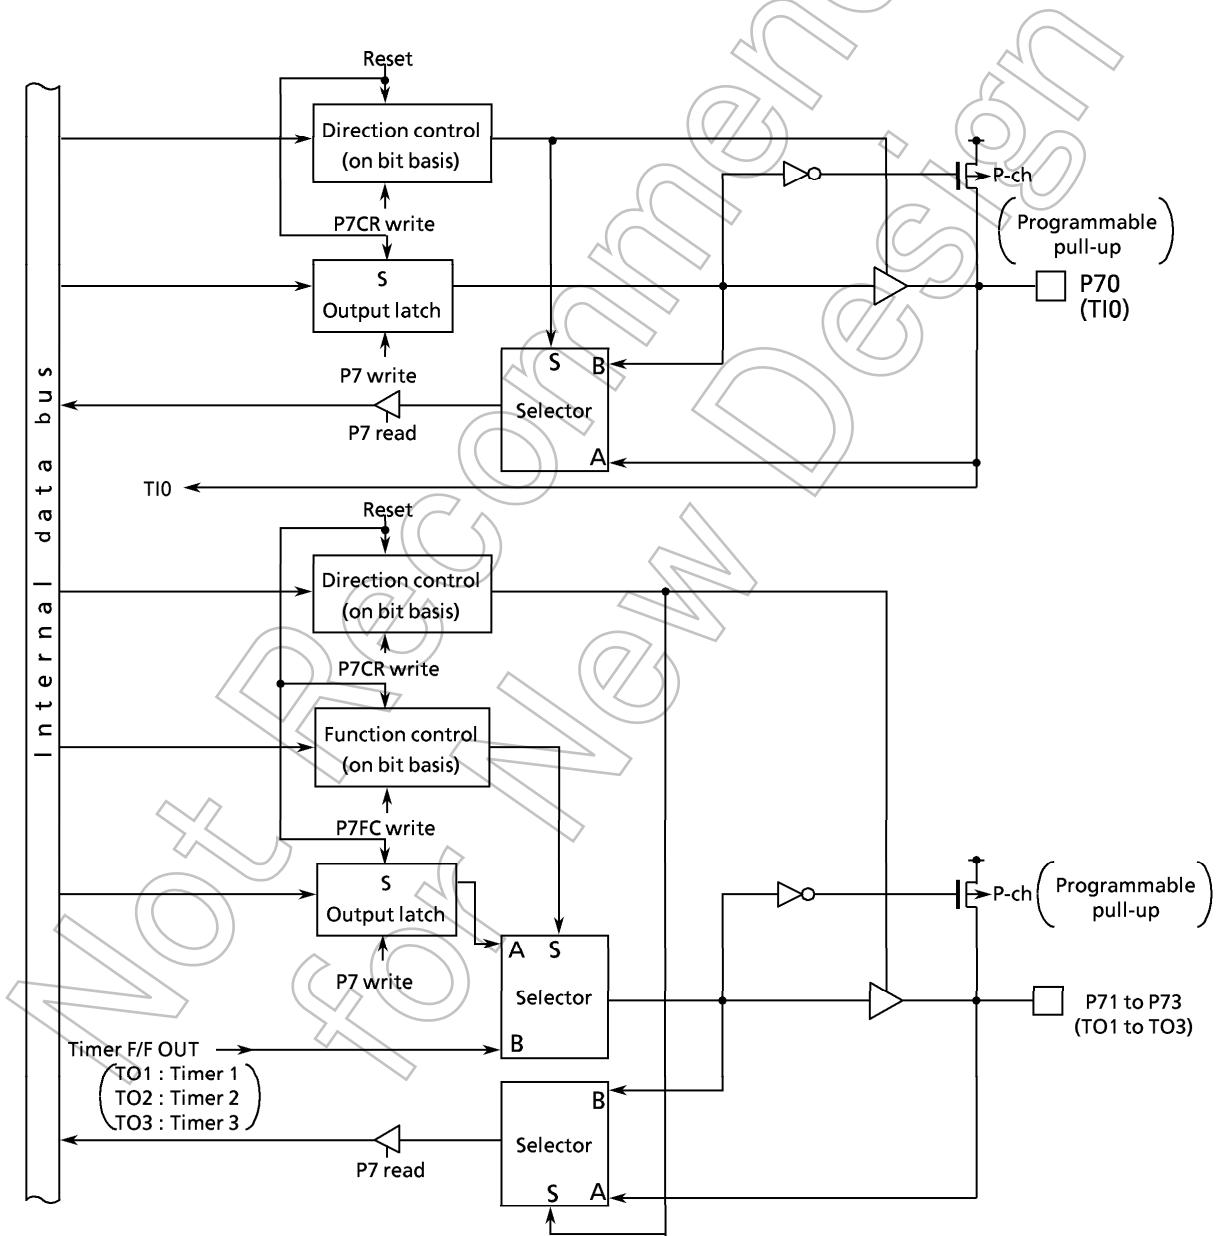 Reset
Direction control
(on bit basis)
P-ch
P7CR write
Programmable
pull-up
S
Output latch
P70
(TI0)
P7 write
S
B
Selector
P7 read
A
TI0
Internal data bus
Reset
Direction control
(on bit basis)
P7CR write
Function control
(on bit basis)
P7FC write
S
Output latch
P-ch
Programmable
pull-up
P7 write
A S
Selector
B
P71 to P73
(TO1 to TO3)
Timer F/F OUT
TO1 : Timer 1
TO2 : Timer 2
TO3 : Timer 3
B
Selector
P7 read
S A
Not Recommended
for New Design